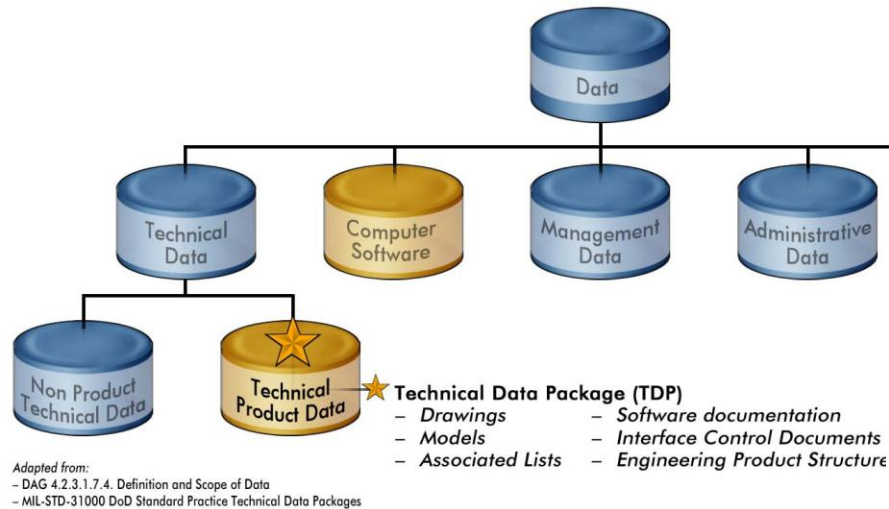 Data
Technical
Data
Computer
Software
Management
Data
Administrative
Data
Non Product
Technical Data
Technical
Product Data
Technical Data Package (TDP)
– Drawings – Software documentation
– Models – Interface Control Documents
– Associated Lists – Engineering Product Structure
Adapted from:
– DAG 4.2.3.1.7.4. Definition and Scope of Data
– MIL-STD-31000 DoD Standard Practice Technical Data Packages